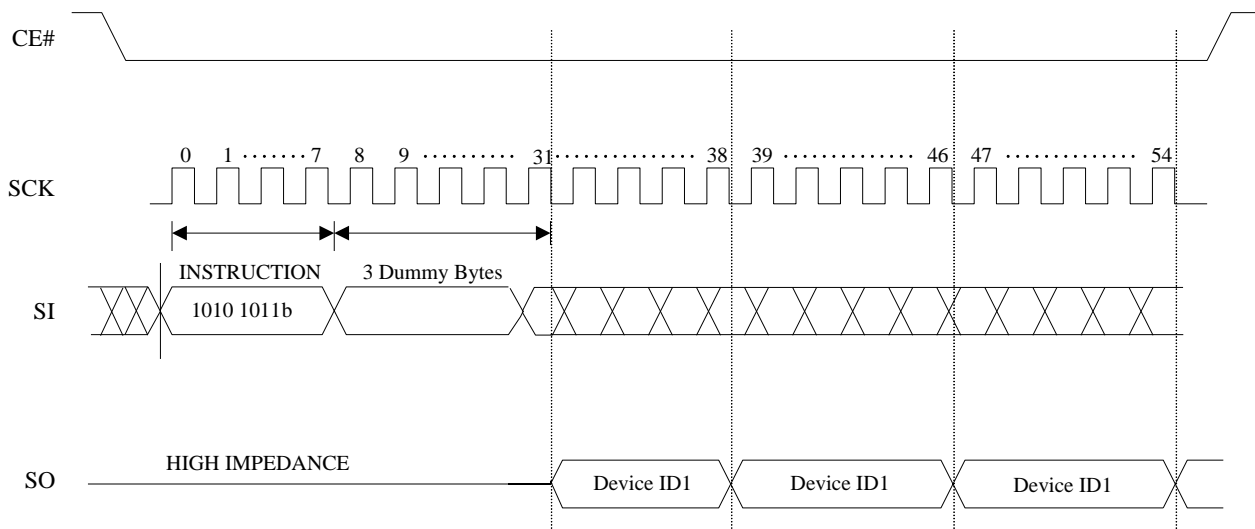 CE#
0 1 ······· 7 8 9 ·········· 31 ················ 38 39 ·············· 46 47 ·············· 54
SCK
INSTRUCTION 3 Dummy Bytes
SI 1010 1011b
HIGH IMPEDANCE
SO Device ID1 Device ID1 Device ID1